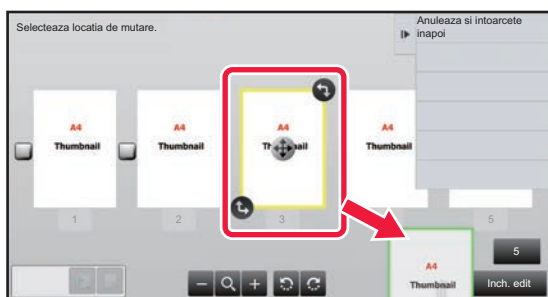 Selecteaza locatia de mutare.
Anuleaza si intoarcete
inapoi
A4
Thumbnail
A4
Thumbnail
A4
A4
Thumbnail
1
2
3
5
5
A4
Thumbnail
Inch. edit